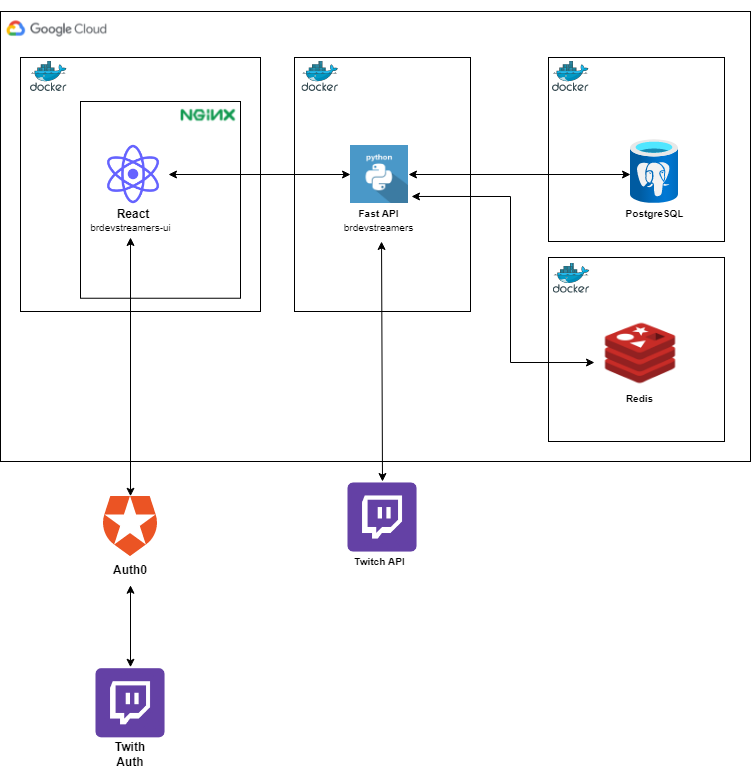 Google Cloud
docker
docker
docker
NGINX
python
React
brdevstreamers-ui
Fast API
brdevstreamers
PostgreSQL
docker
Redis
Auth0
Twitch API
Twith
Auth